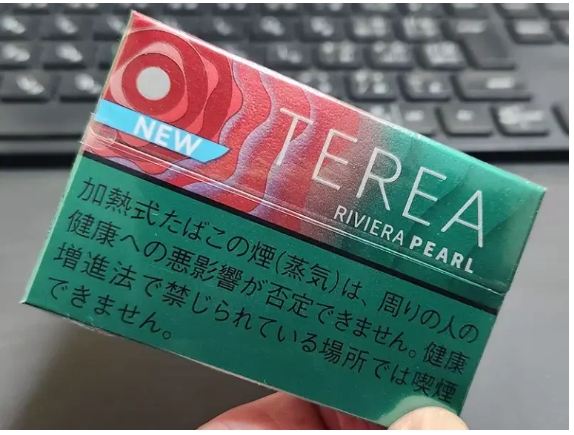 NEW
TEREA
RIVIERA PEARL
加熱式たばこの煙(蒸気)は、周りの人の
健康への悪影響が否定できません。健康
増進法で禁じられている場所では喫煙
できません。